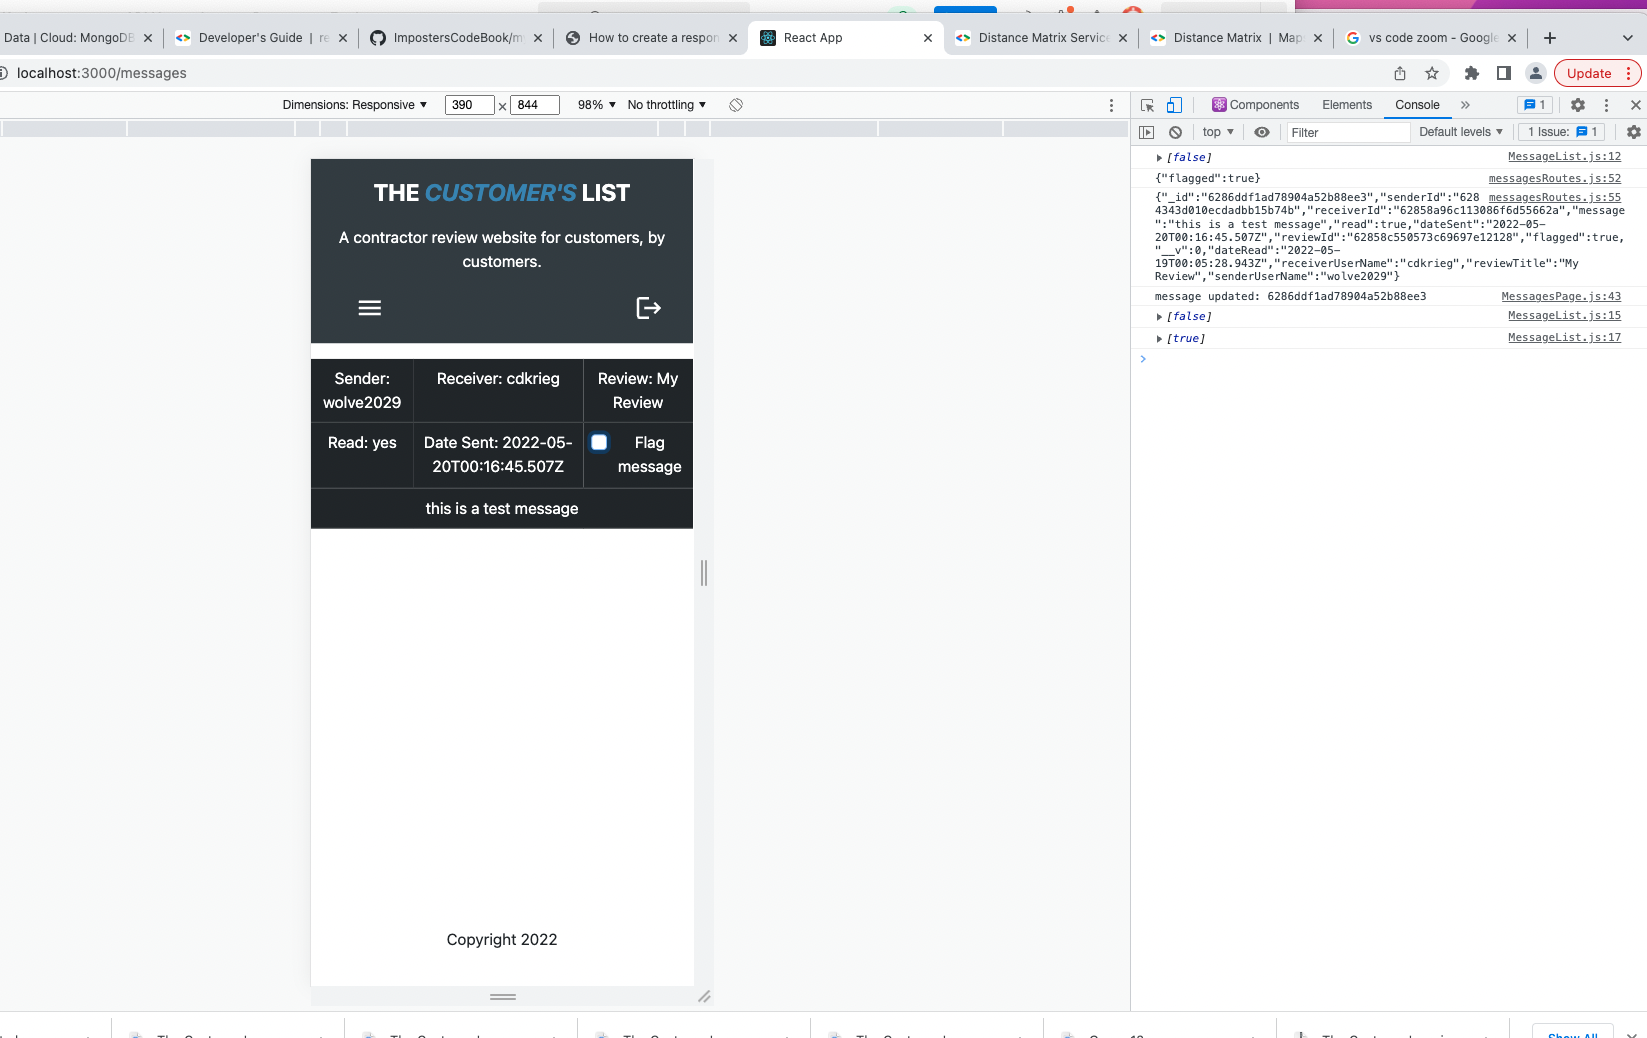 Data | Cloud: MongoDB
Developer's Guide | re
ImpostersCodeBook/my
How to create a respon
React App
Distance Matrix Service
Distance Matrix | Map
vs code zoom - Google
localhost:3000/messages
Update
Dimensions: Responsive
390 x 844
98%
No throttling
Components
Elements
Console
1
top
Filter
Default levels
1 Issue: 1
[false] MessageList.js:12
{"flagged":true} messagesRoutes.js:52
{"_id":"6286ddf1ad78904a52b88ee3","senderId":"628 messagesRoutes.js:55
4343d010ecdadbb15b74b","receiverId":"62858a96c113086f6d55662a","message
":"this is a test message","read":true,"dateSent":"2022-05-
20T00:16:45.507Z","reviewId":"62858c550573c69697e12128","flagged":true,
"__v":0,"dateRead":"2022-05-
19T00:05:28.943Z","receiverUserName":"cdkrieg","reviewTitle":"My
Review","senderUserName":"wolve2029"}
message updated: 6286ddf1ad78904a52b88ee3 MessagesPage.js:43
[false] MessageList.js:15
[true] MessageList.js:17
THE CUSTOMER'S LIST
A contractor review website for customers, by
customers.
Sender:
wolve2029
Receiver: cdkrieg
Review: My
Review
Read: yes
Date Sent: 2022-05-
20T00:16:45.507Z
Flag
message
this is a test message
Copyright 2022
Show All